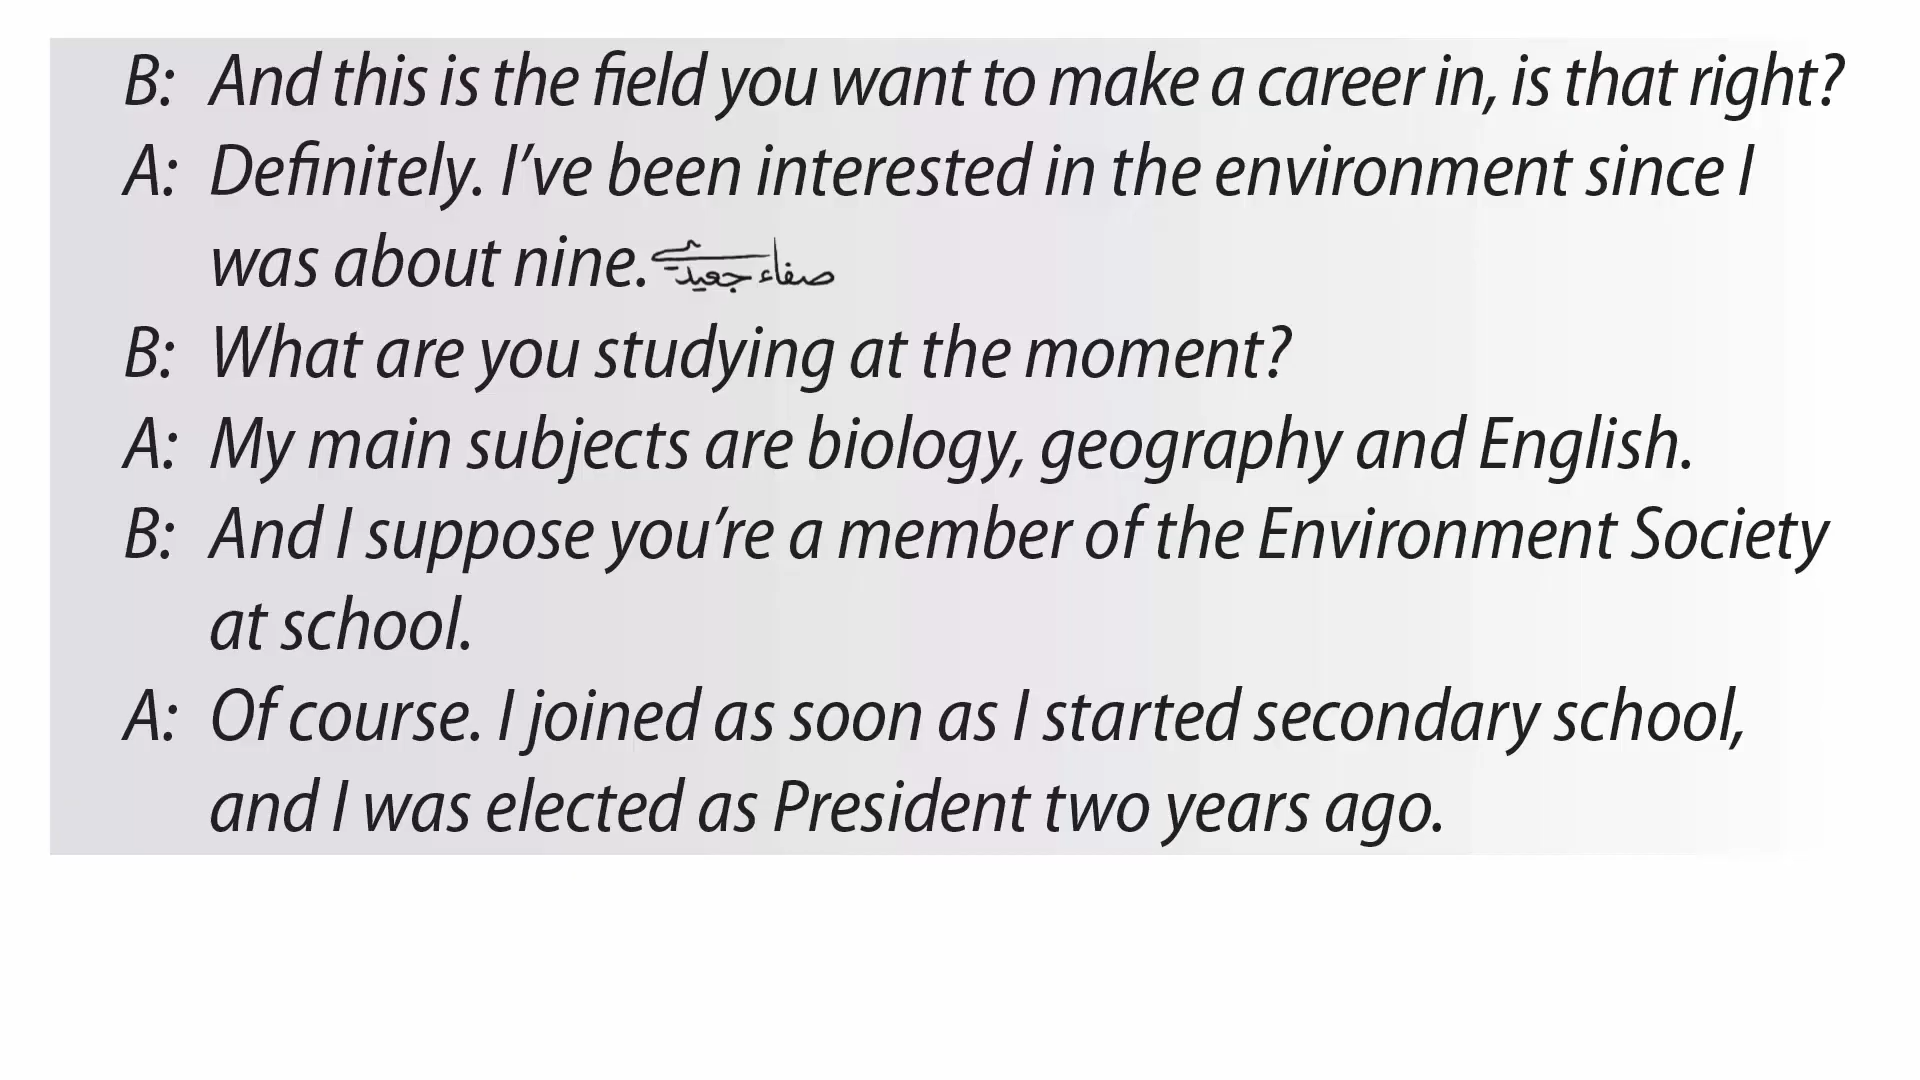 B: And this is the field you want to make a career in, is that right?
A: Definitely. I've been interested in the environment since I
was about nine. صفاء جعيدي
B: What are you studying at the moment?
A: My main subjects are biology, geography and English.
B: And I suppose you're a member of the Environment Society
at school.
A: Of course. I joined as soon as I started secondary school,
and I was elected as President two years ago.